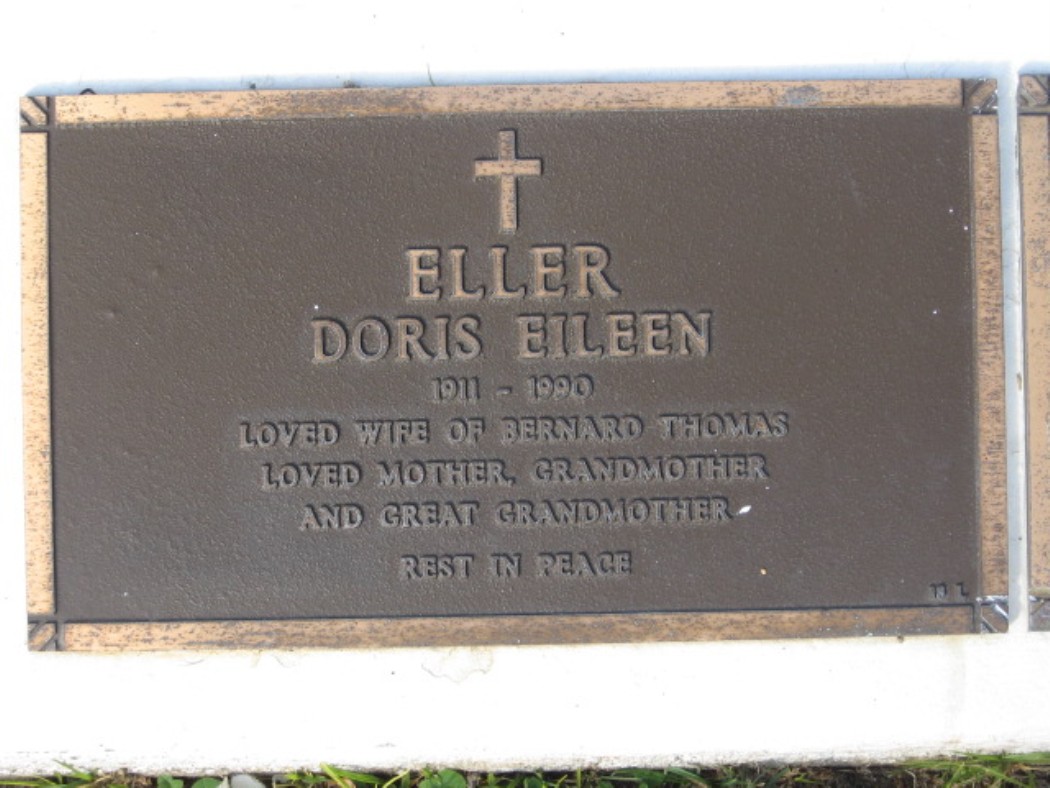 ELLER
DORIS EILEEN
1911 - 1990
LOVED WIFE OF BERNARD THOMAS
LOVED MOTHER, GRANDMOTHER
AND GREAT GRANDMOTHER
REST IN PEACE